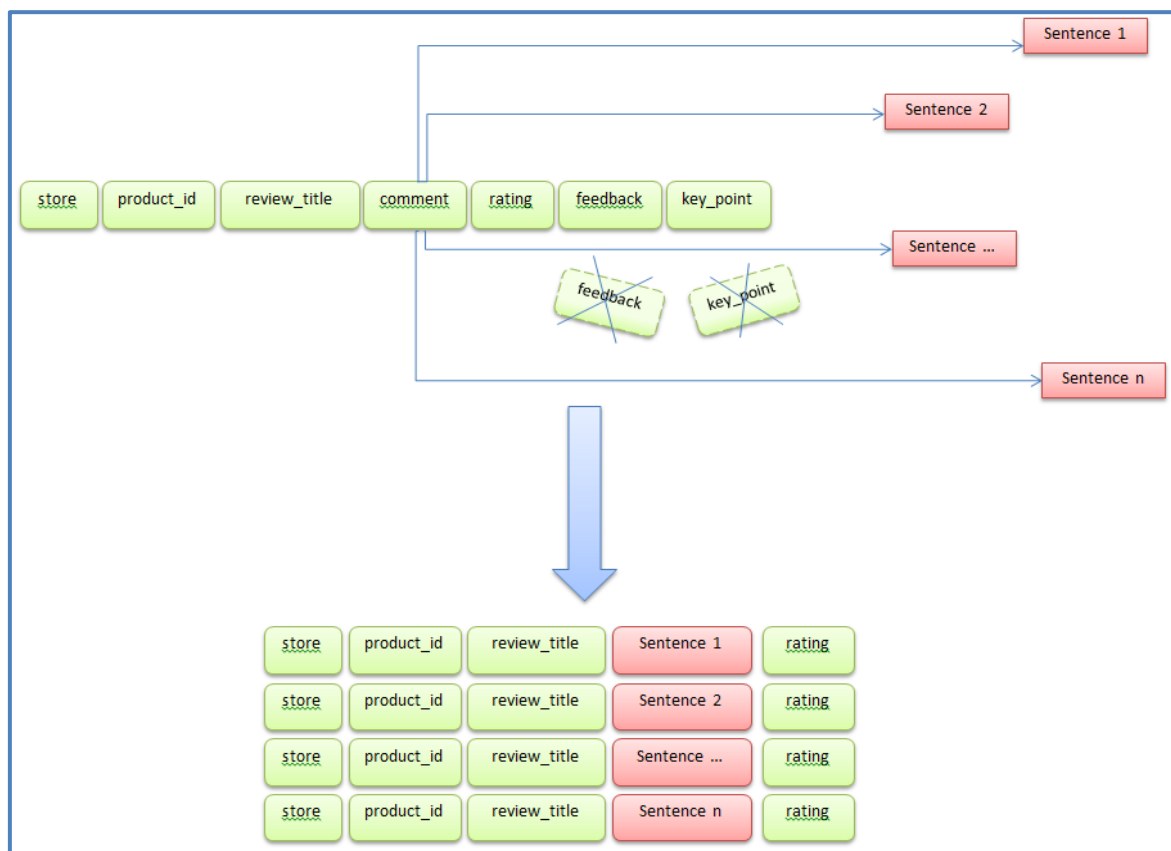 Sentence 1
Sentence 2
store product_id review_title comment rating feedback key_point
Sentence ...
feedback key_point
Sentence n
store product_id review_title Sentence 1 rating
store product_id review_title Sentence 2 rating
store product_id review_title Sentence ... rating
store product_id review_title Sentence n rating